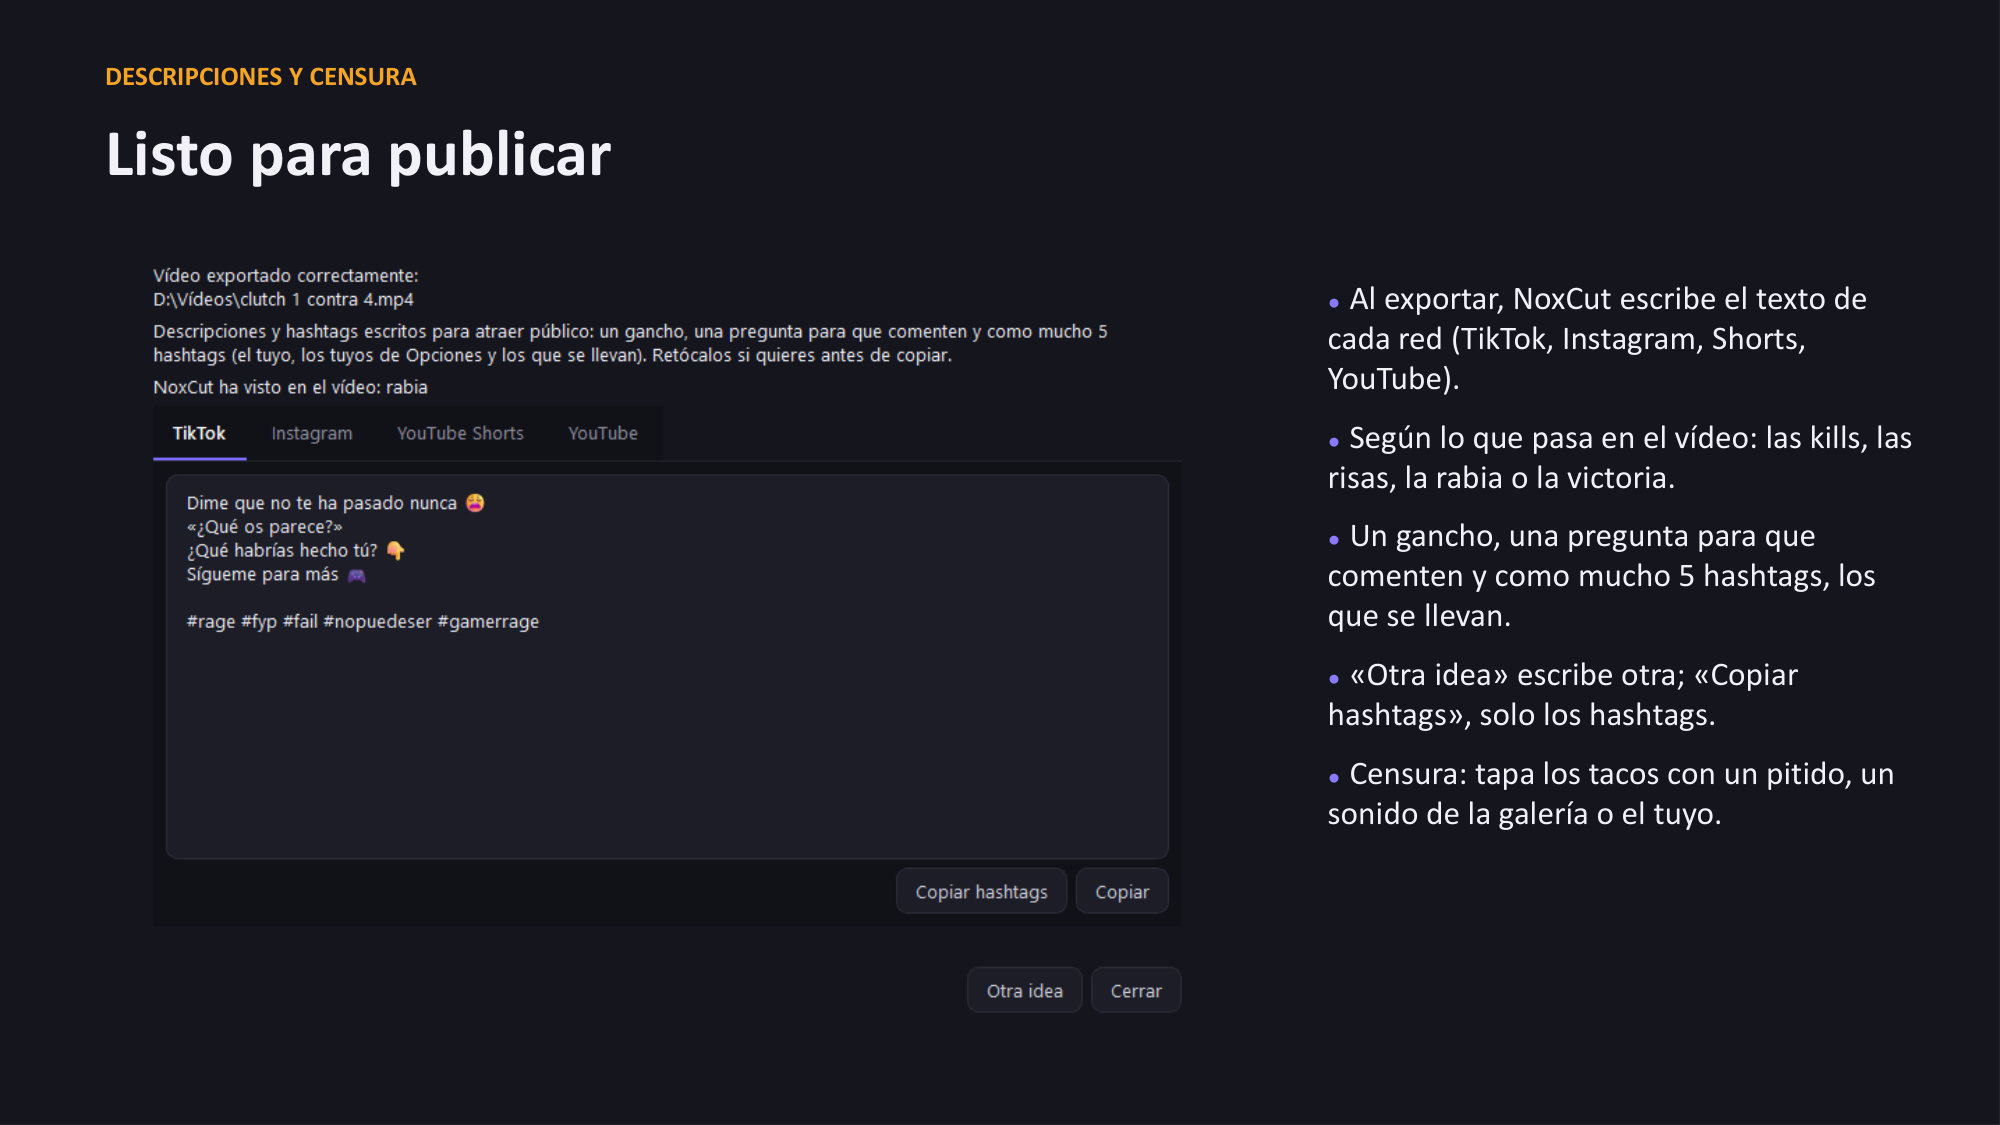 DESCRIPCIONES Y CENSURA
Listo para publicar
Vídeo exportado correctamente:
D:\Vídeos\clutch 1 contra 4.mp4
Descripciones y hashtags escritos para atraer público: un gancho, una pregunta para que comenten y como mucho 5
hashtags (el tuyo, los tuyos de Opciones y los que se llevan). Retócalos si quieres antes de copiar.
NoxCut ha visto en el vídeo: rabia
TikTok Instagram YouTube Shorts YouTube
Dime que no te ha pasado nunca 😫
«¿Qué os parece?»
¿Qué habrías hecho tú? 👇
Sígueme para más 🎮
#rage #fyp #fail #nopuedeser #gamerrage
Copiar hashtags Copiar
Otra idea Cerrar
• Al exportar, NoxCut escribe el texto de
cada red (TikTok, Instagram, Shorts,
YouTube).
• Según lo que pasa en el vídeo: las kills, las
risas, la rabia o la victoria.
• Un gancho, una pregunta para que
comenten y como mucho 5 hashtags, los
que se llevan.
• «Otra idea» escribe otra; «Copiar
hashtags», solo los hashtags.
• Censura: tapa los tacos con un pitido, un
sonido de la galería o el tuyo.